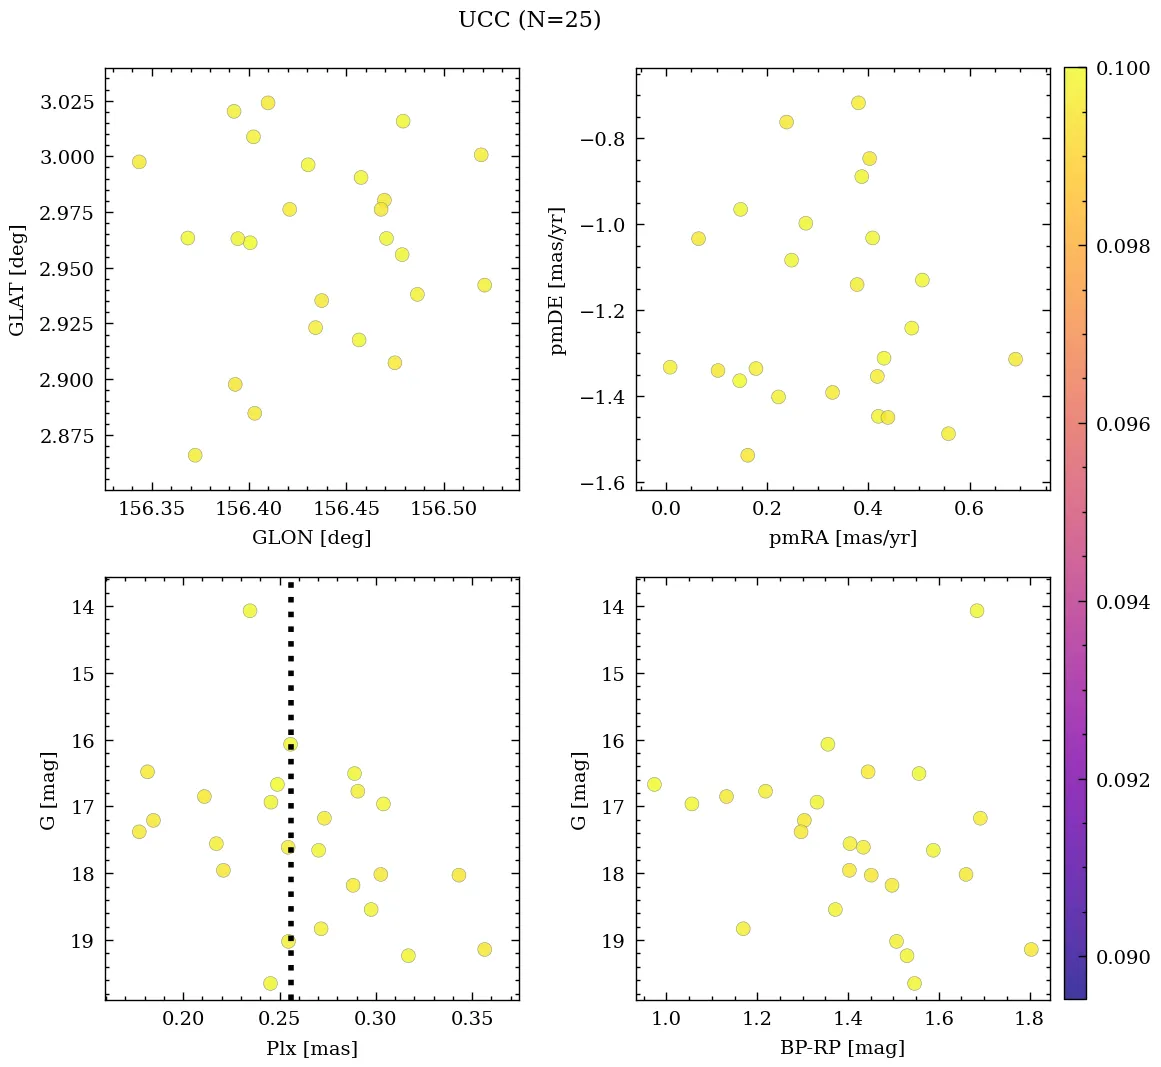 UCC (N=25)
3.025
3.000
2.975
2.950
2.925
2.900
2.875
GLAT [deg]
156.35 156.40 156.45 156.50
GLON [deg]
−0.8
−1.0
−1.2
−1.4
−1.6
pmDE [mas/yr]
0.0 0.2 0.4 0.6
pmRA [mas/yr]
14
15
16
17
18
19
G [mag]
0.20 0.25 0.30 0.35
Plx [mas]
14
15
16
17
18
19
G [mag]
1.0 1.2 1.4 1.6 1.8
BP-RP [mag]
0.100
0.098
0.096
0.094
0.092
0.090